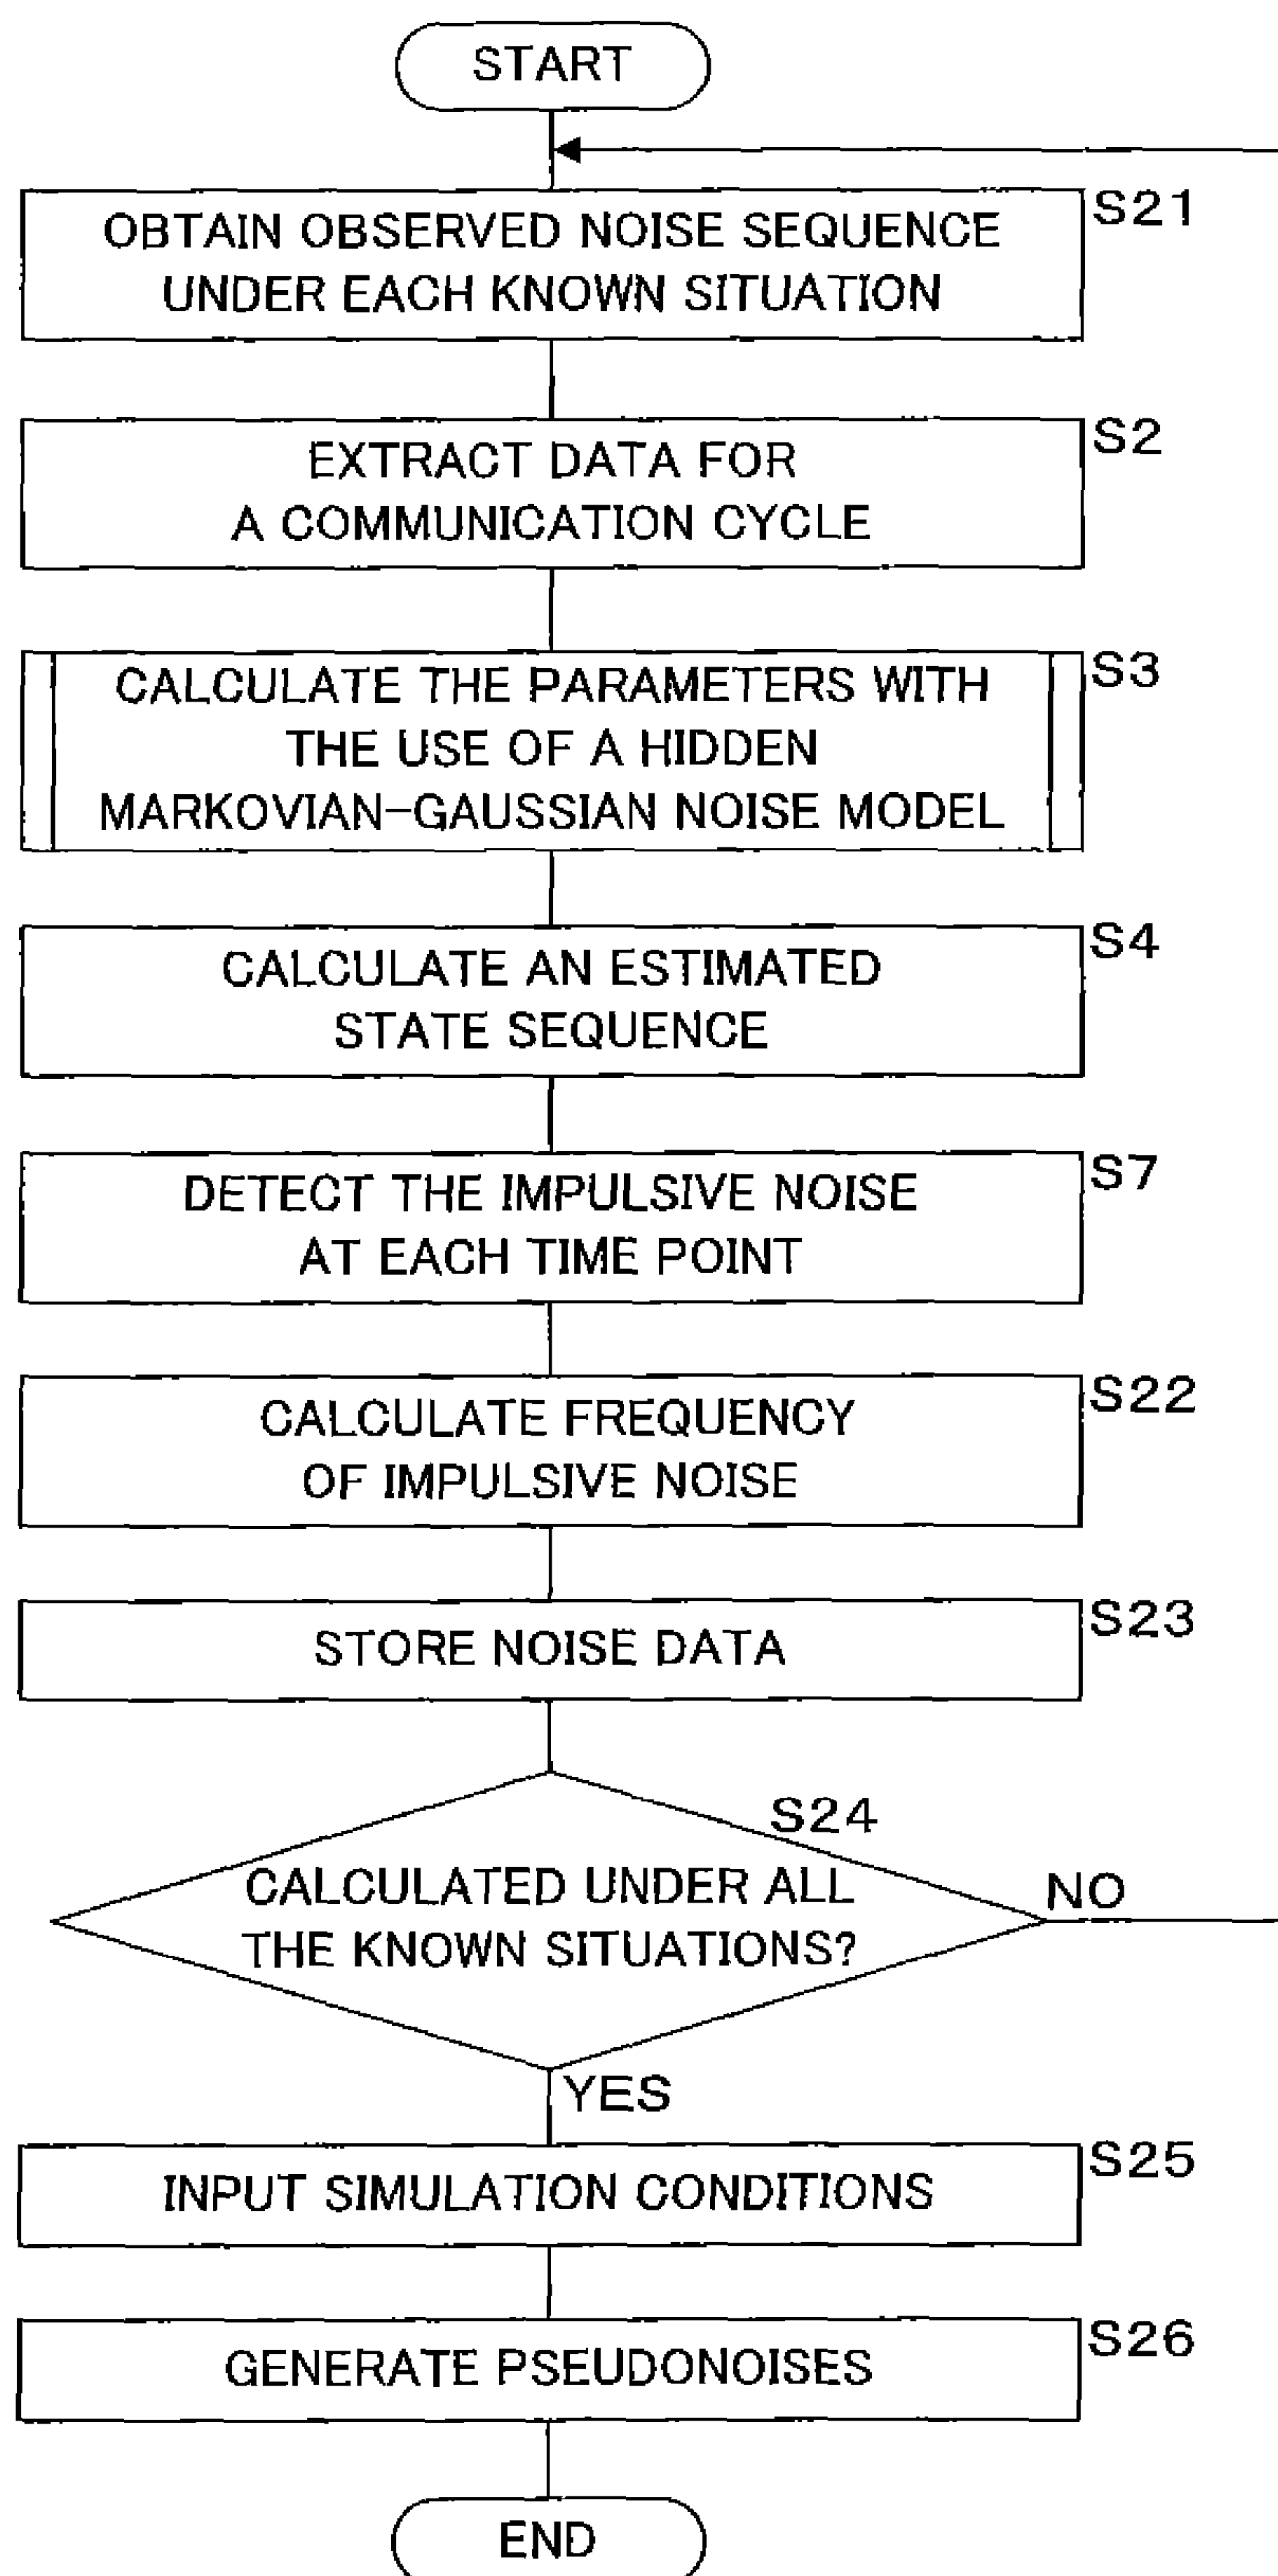 START
OBTAIN OBSERVED NOISE SEQUENCE
UNDER EACH KNOWN SITUATION
S21
EXTRACT DATA FOR
A COMMUNICATION CYCLE
S2
CALCULATE THE PARAMETERS WITH
THE USE OF A HIDDEN
MARKOVIAN-GAUSSIAN NOISE MODEL
S3
CALCULATE AN ESTIMATED
STATE SEQUENCE
S4
DETECT THE IMPULSIVE NOISE
AT EACH TIME POINT
S7
CALCULATE FREQUENCY
OF IMPULSIVE NOISE
S22
STORE NOISE DATA
S23
S24
CALCULATED UNDER ALL
THE KNOWN SITUATIONS?
NO
YES
INPUT SIMULATION CONDITIONS
S25
GENERATE PSEUDONOISES
S26
END